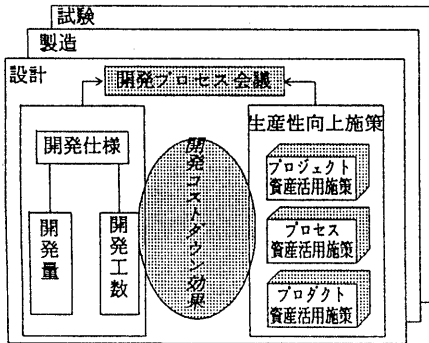 試験
製造
設計
開発プロセス会議
開発仕様
開発量
開発工数
開発コストダウン効果
生産性向上施策
プロジェクト
資産活用施策
プロセス
資産活用施策
プロダクト
資産活用施策